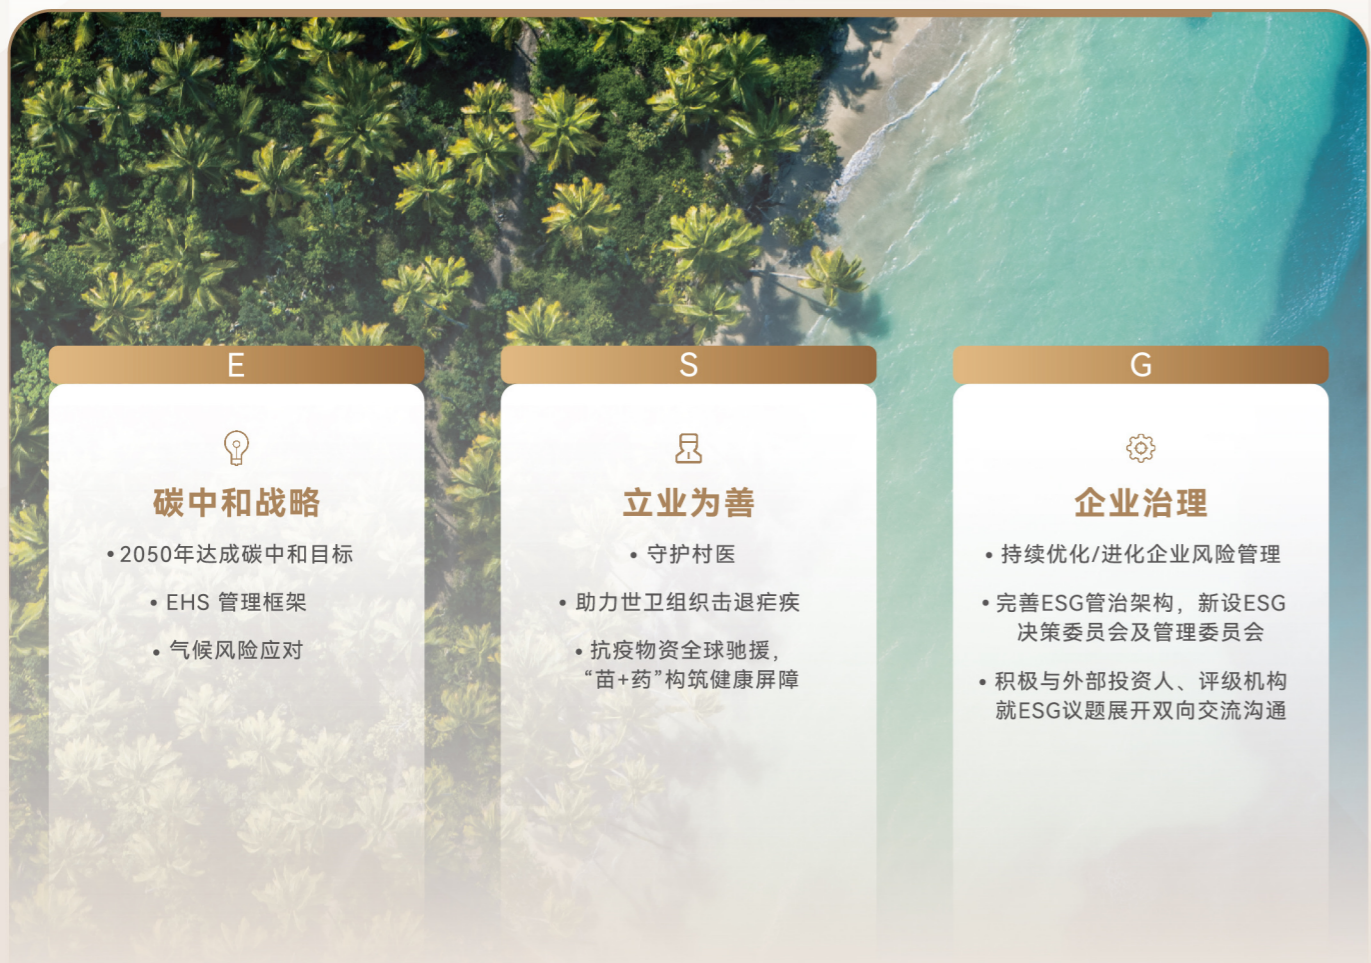 E
碳中和战略
•2050年达成碳中和目标
• EHS 管理框架
• 气候风险应对
S
立业为善
• 守护村医
• 助力世卫组织击退疟疾
• 抗疫物资全球驰援，
“苗+药”构筑健康屏障
G
企业治理
• 持续优化/进化企业风险管理
• 完善ESG管治架构，新设ESG
决策委员会及管理委员会
• 积极与外部投资人、评级机构
就ESG议题展开双向交流沟通